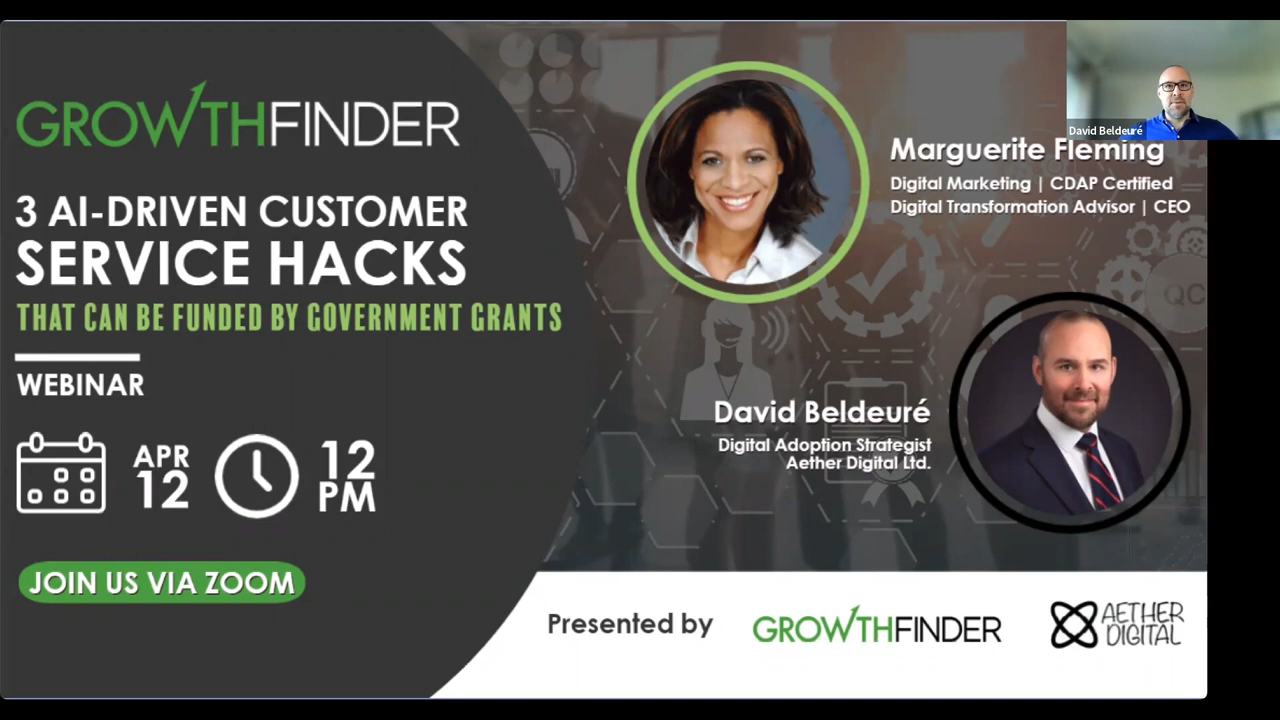 GROWTHFINDER
3 AI-DRIVEN CUSTOMER
SERVICE HACKS
THAT CAN BE FUNDED BY GOVERNMENT GRANTS
WEBINAR
APR
12
12
PM
JOIN US VIA ZOOM
David Beldeuré
Marguerite Fleming
Digital Marketing | CDAP Certified
Digital Transformation Advisor | CEO
QC
David Beldeuré
Digital Adoption Strategist
Aether Digital Ltd.
Presented by
GROWTHFINDER
AETHER
DIGITAL